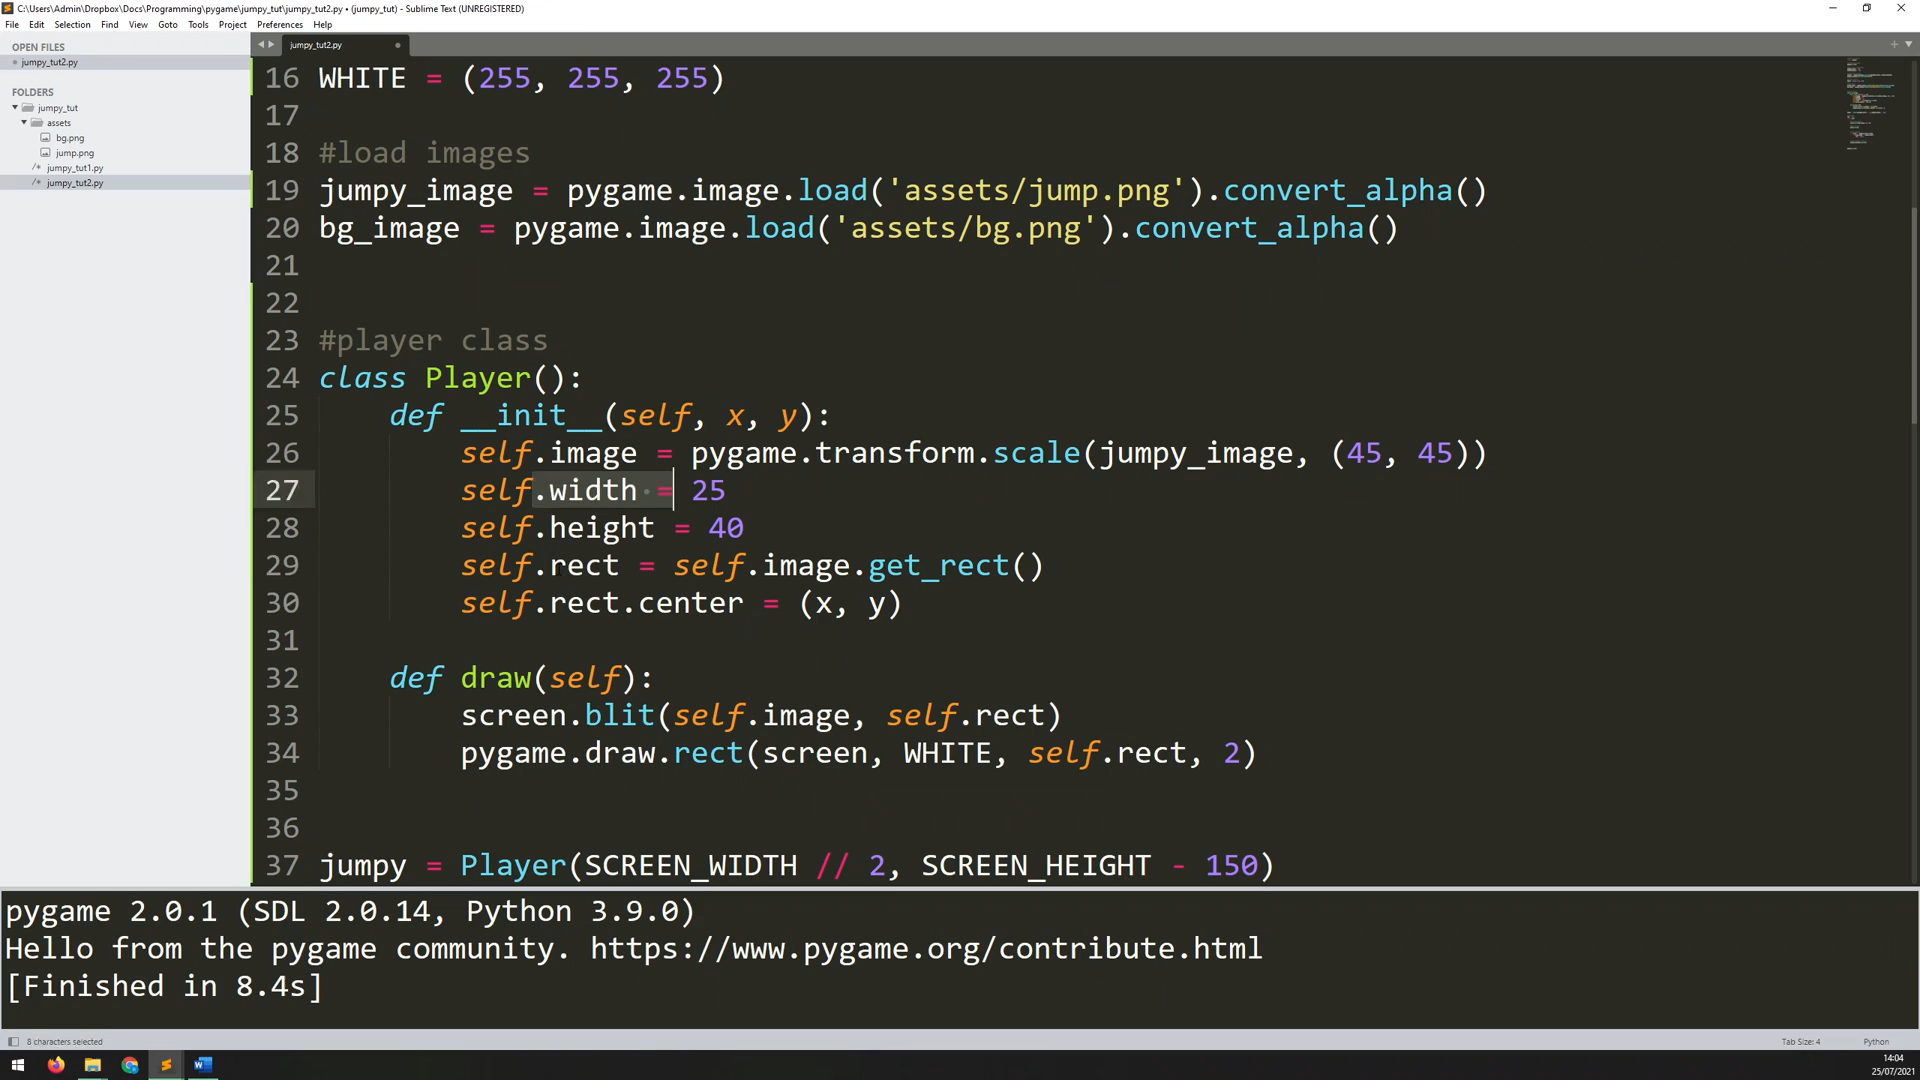 C:\Users\Admin\Dropbox\Docs\Programming\pygame\jumpy_tut\jumpy_tut2.py • (jumpy_tut) - Sublime Text (UNREGISTERED)
File Edit Selection Find View Goto Tools Project Preferences Help
OPEN FILES
jumpy_tut2.py
FOLDERS
jumpy_tut
assets
bg.png
jump.png
jumpy_tut1.py
jumpy_tut2.py
jumpy_tut2.py
16 WHITE = (255, 255, 255)
17
18 #load images
19 jumpy_image = pygame.image.load('assets/jump.png').convert_alpha()
20 bg_image = pygame.image.load('assets/bg.png').convert_alpha()
21
22
23 #player class
24 class Player():
25     def __init__(self, x, y):
26         self.image = pygame.transform.scale(jumpy_image, (45, 45))
27         self.width = 25
28         self.height = 40
29         self.rect = self.image.get_rect()
30         self.rect.center = (x, y)
31
32     def draw(self):
33         screen.blit(self.image, self.rect)
34         pygame.draw.rect(screen, WHITE, self.rect, 2)
35
36
37 jumpy = Player(SCREEN_WIDTH // 2, SCREEN_HEIGHT - 150)
pygame 2.0.1 (SDL 2.0.14, Python 3.9.0)
Hello from the pygame community. https://www.pygame.org/contribute.html
[Finished in 8.4s]
8 characters selected
Tab Size: 4
Python
14:04
25/07/2021